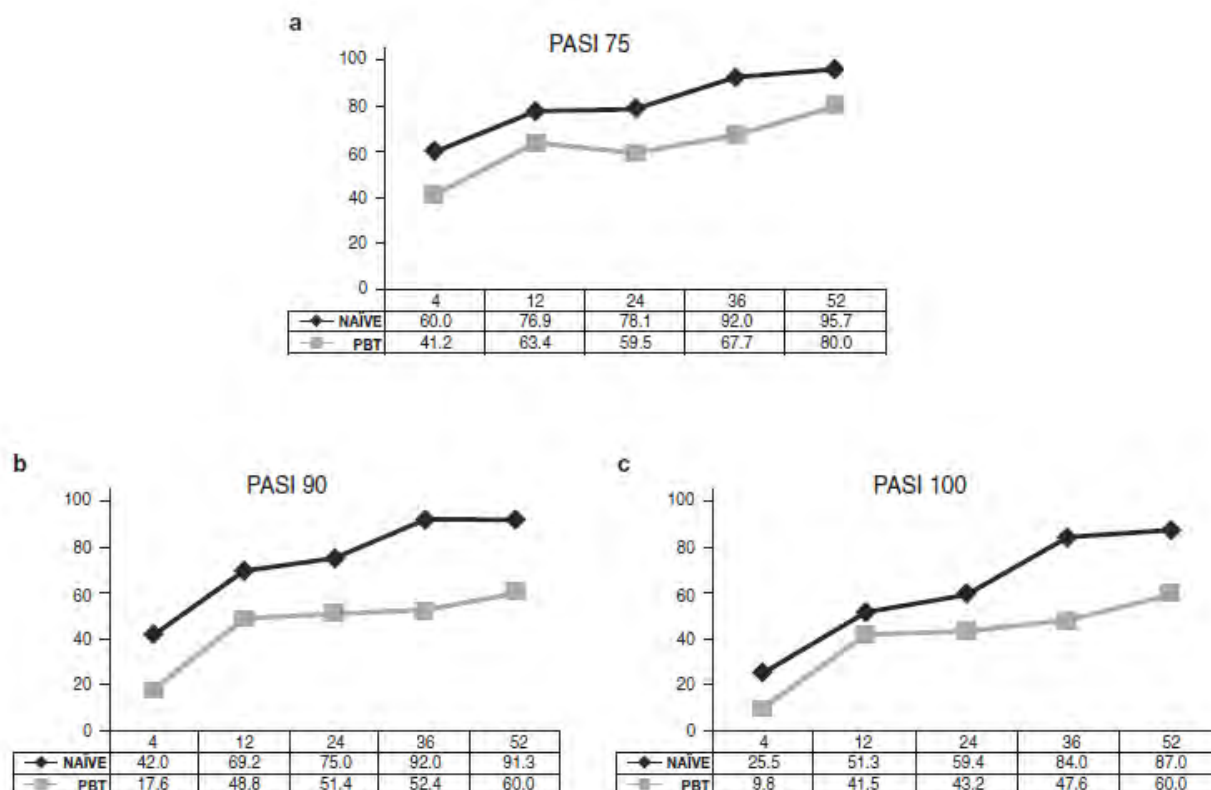 a
PASI 75
100
80
60
40
20
0
4 12 24 36 52
NAÏVE 60.0 76.9 78.1 92.0 95.7
PBT 41.2 63.4 59.5 67.7 80.0
b
PASI 90
100
80
60
40
20
0
4 12 24 36 52
NAÏVE 42.0 69.2 75.0 92.0 91.3
PBT 17.6 48.8 51.4 52.4 60.0
c
PASI 100
100
80
60
40
20
0
4 12 24 36 52
NAÏVE 25.5 51.3 59.4 84.0 87.0
PBT 9.8 41.5 43.2 47.6 60.0